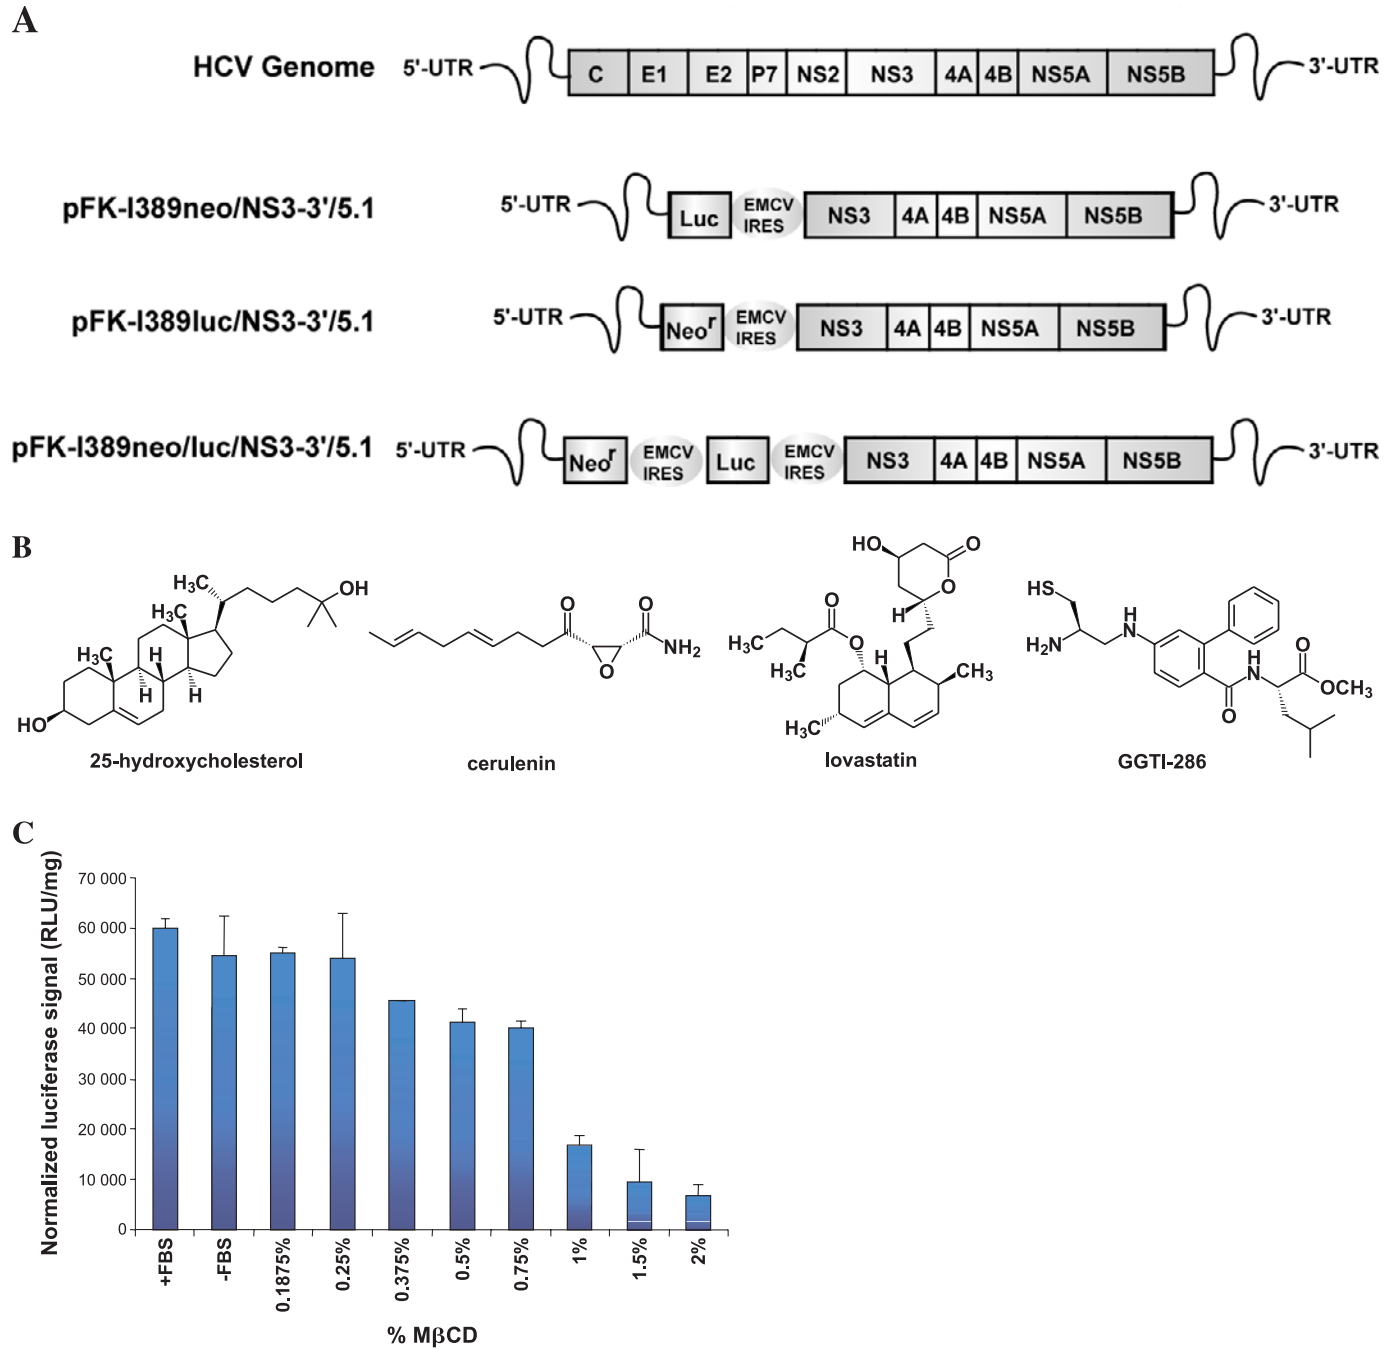 A
HCV Genome 5'-UTR C E1 E2 P7 NS2 NS3 4A 4B NS5A NS5B 3'-UTR
pFK-I389neo/NS3-3'/5.1 5'-UTR Luc EMCV IRES NS3 4A 4B NS5A NS5B 3'-UTR
pFK-I389luc/NS3-3'/5.1 5'-UTR Neor EMCV IRES NS3 4A 4B NS5A NS5B 3'-UTR
pFK-I389neo/luc/NS3-3'/5.1 5'-UTR Neor EMCV IRES Luc EMCV IRES NS3 4A 4B NS5A NS5B 3'-UTR
B
H3C OH
H3C
H3C H
H H
HO
25-hydroxycholesterol
O O
NH2
O
cerulenin
HO O
O
H
O
H3C O
H3C H
CH3
H3C
lovastatin
HS
H
N
H2N
H
N O
OCH3
O
GGTI-286
C
Normalized luciferase signal (RLU/mg)
70 000
60 000
50 000
40 000
30 000
20 000
10 000
0
+FBS -FBS 0.1875% 0.25% 0.375% 0.5% 0.75% 1% 1.5% 2%
% MβCD